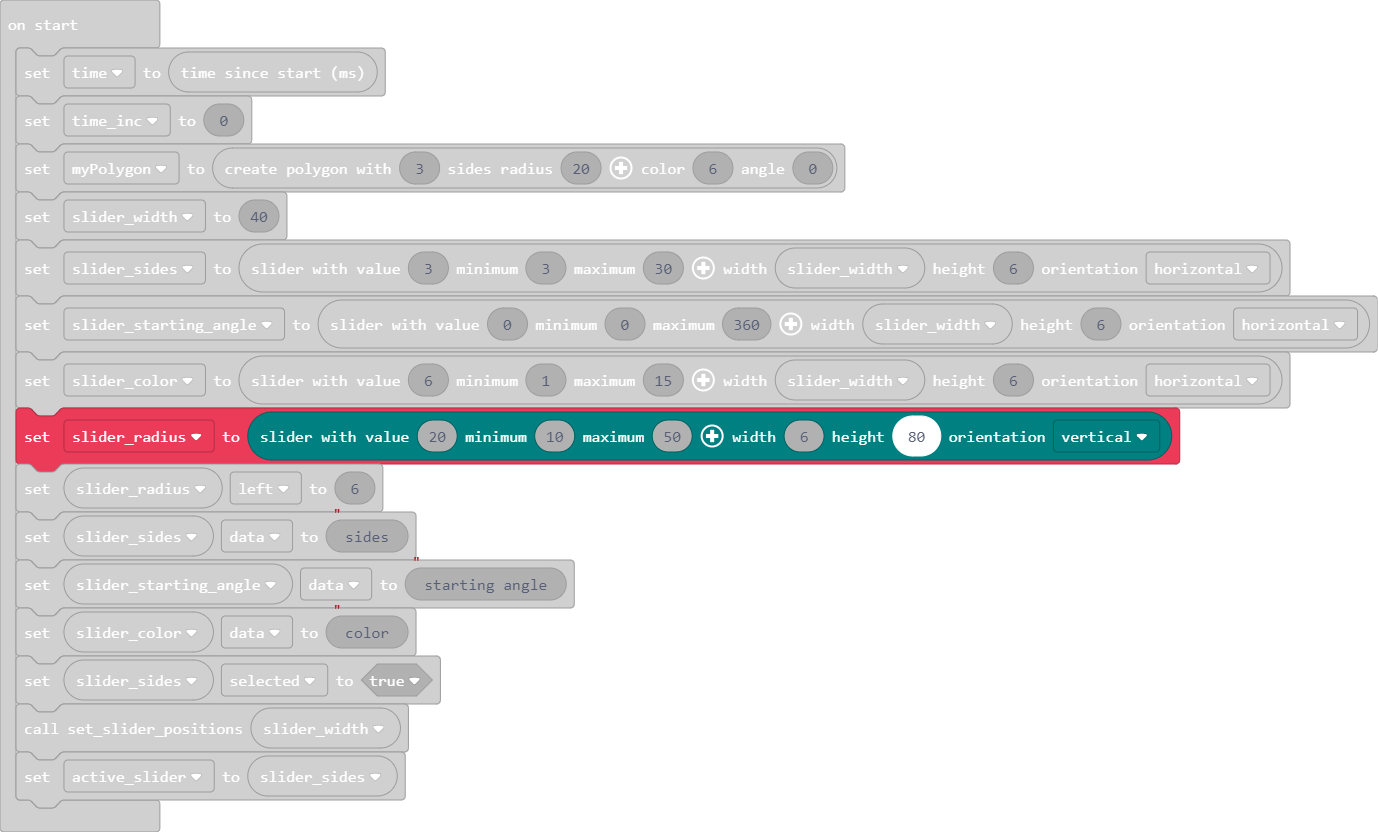 on start
set time to time since start (ms)
set time_inc to 0
set myPolygon to create polygon with 3 sides radius 20 color 6 angle 0
set slider_width to 40
set slider_sides to slider with value 3 minimum 3 maximum 30 width slider_width height 6 orientation horizontal
set slider_starting_angle to slider with value 0 minimum 0 maximum 360 width slider_width height 6 orientation horizontal
set slider_color to slider with value 6 minimum 1 maximum 15 width slider_width height 6 orientation horizontal
set slider_radius to slider with value 20 minimum 10 maximum 50 width 6 height 80 orientation vertical
set slider_radius left to 6
set slider_sides data to "sides
set slider_starting_angle data to starting angle"
set slider_color data to "color
set slider_sides selected to true
call set_slider_positions slider_width
set active_slider to slider_sides